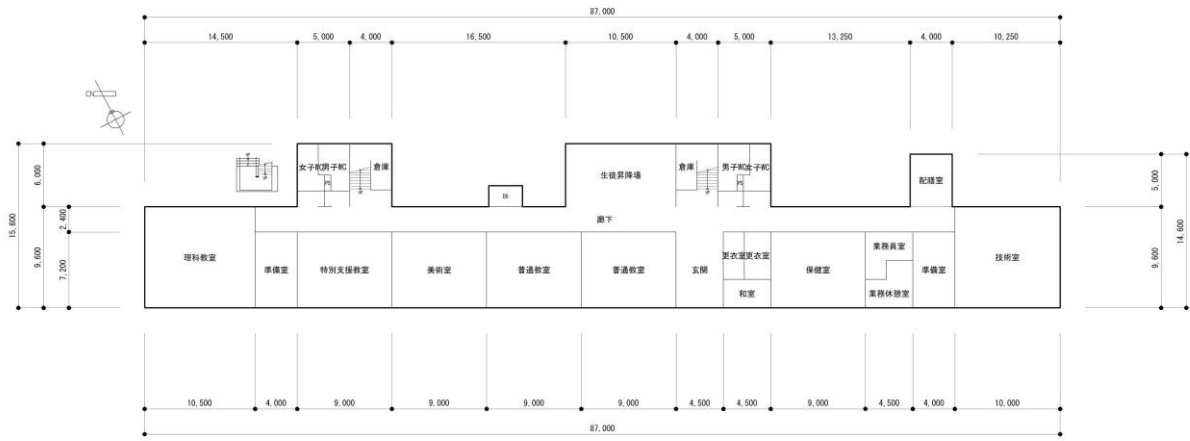 87,000
14,500
5,000
4,000
16,500
10,500
4,000
5,000
13,250
4,000
10,250
15,600
6,000
9,600
2,400
7,200
5,000
9,600
14,600
女子WC
男子WC
倉庫
PS
生徒昇降場
倉庫
男子WC
女子WC
PS
配膳室
廊下
理科教室
準備室
特別支援教室
美術室
普通教室
普通教室
玄関
更衣室
更衣室
和室
保健室
業務員室
業務休憩室
準備室
技術室
10,500
4,000
9,000
9,000
9,000
9,000
4,500
4,500
9,000
4,500
4,000
10,000
87,000